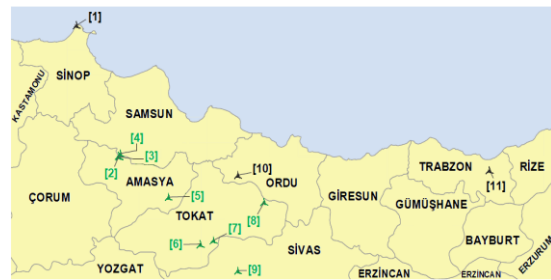 [1]
SİNOP
KASTAMONU
SAMSUN
[4]
[3]
[2]
AMASYA
[10]
ORDU
TRABZON
RİZE
[11]
ÇORUM
[5]
GİRESUN
GÜMÜŞHANE
TOKAT
[8]
[7]
[6]
SİVAS
BAYBURT
ERZURUM
YOZGAT
[9]
ERZİNCAN
ERZİNCAN